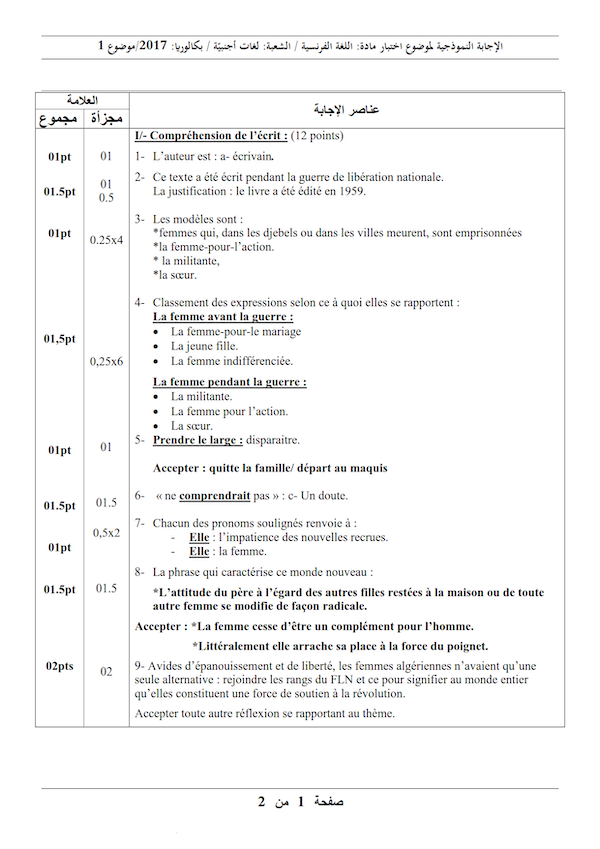 الإجابة النموذجية لموضوع اختبار مادة: اللغة الفرنسية / الشعبة: لغات أجنبيّة / بكالوريا: 2017/موضوع 1
العلامة
عناصر الإجابة
مجموع مجزأة
I/- Compréhension de l’écrit : (12 points)
01pt 01 1- L’auteur est : a- écrivain.
2- Ce texte a été écrit pendant la guerre de libération nationale.
01.5pt 01
0.5 La justification : le livre a été édité en 1959.
3- Les modèles sont :
01pt 0.25x4 *femmes qui, dans les djebels ou dans les villes meurent, sont emprisonnées
*la femme-pour-l’action.
* la militante,
*la sœur.
4- Classement des expressions selon ce à quoi elles se rapportent :
La femme avant la guerre :
• La femme-pour-le mariage
01,5pt • La jeune fille.
0,25x6 • La femme indifférenciée.
La femme pendant la guerre :
• La militante.
• La femme pour l’action.
• La sœur.
01pt 01 5- Prendre le large : disparaitre.
Accepter : quitte la famille/ départ au maquis
01.5pt 01.5 6- « ne comprendrait pas » : c- Un doute.
0,5x2 7- Chacun des pronoms soulignés renvoie à :
- Elle : l’impatience des nouvelles recrues.
01pt - Elle : la femme.
8- La phrase qui caractérise ce monde nouveau :
01.5pt 01.5 *L’attitude du père à l’égard des autres filles restées à la maison ou de toute
autre femme se modifie de façon radicale.
Accepter : *La femme cesse d’être un complément pour l’homme.
*Littéralement elle arrache sa place à la force du poignet.
02pts 02 9- Avides d’épanouissement et de liberté, les femmes algériennes n’avaient qu’une
seule alternative : rejoindre les rangs du FLN et ce pour signifier au monde entier
qu’elles constituent une force de soutien à la révolution.
Accepter toute autre réflexion se rapportant au thème.
صفحة 1 من 2